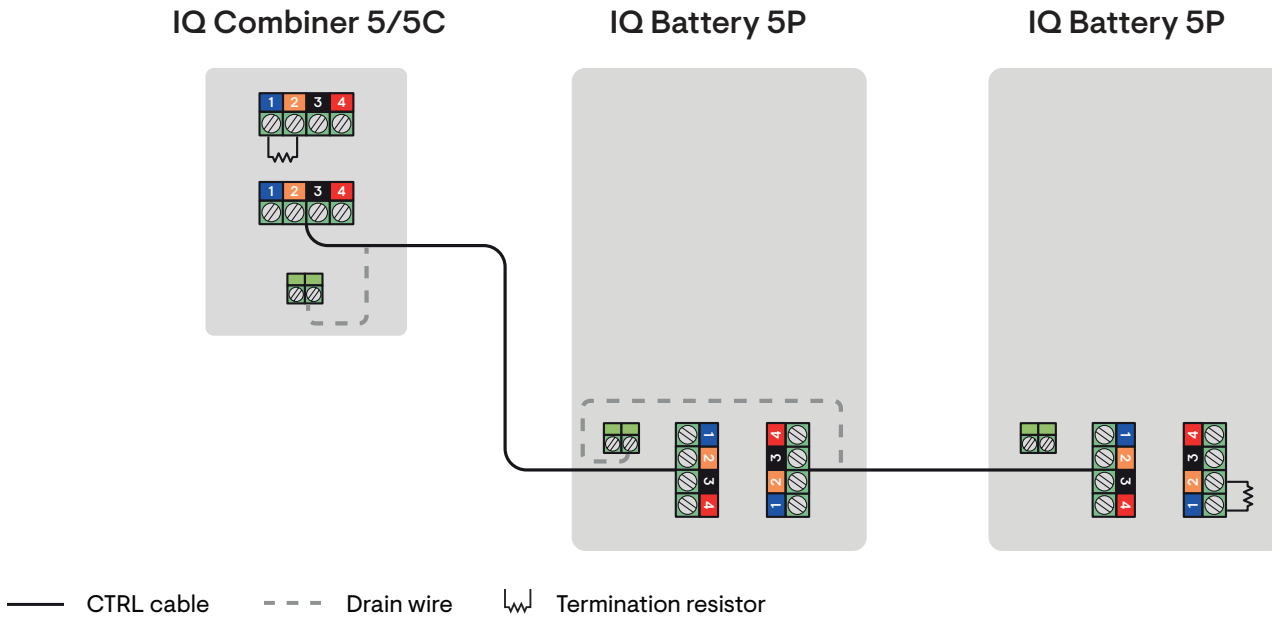 IQ Combiner 5/5C
IQ Battery 5P
IQ Battery 5P
1 2 3 4
1 2 3 4
1
2
3
4
4
3
2
1
1
2
3
4
4
3
2
1
CTRL cable
Drain wire
Termination resistor